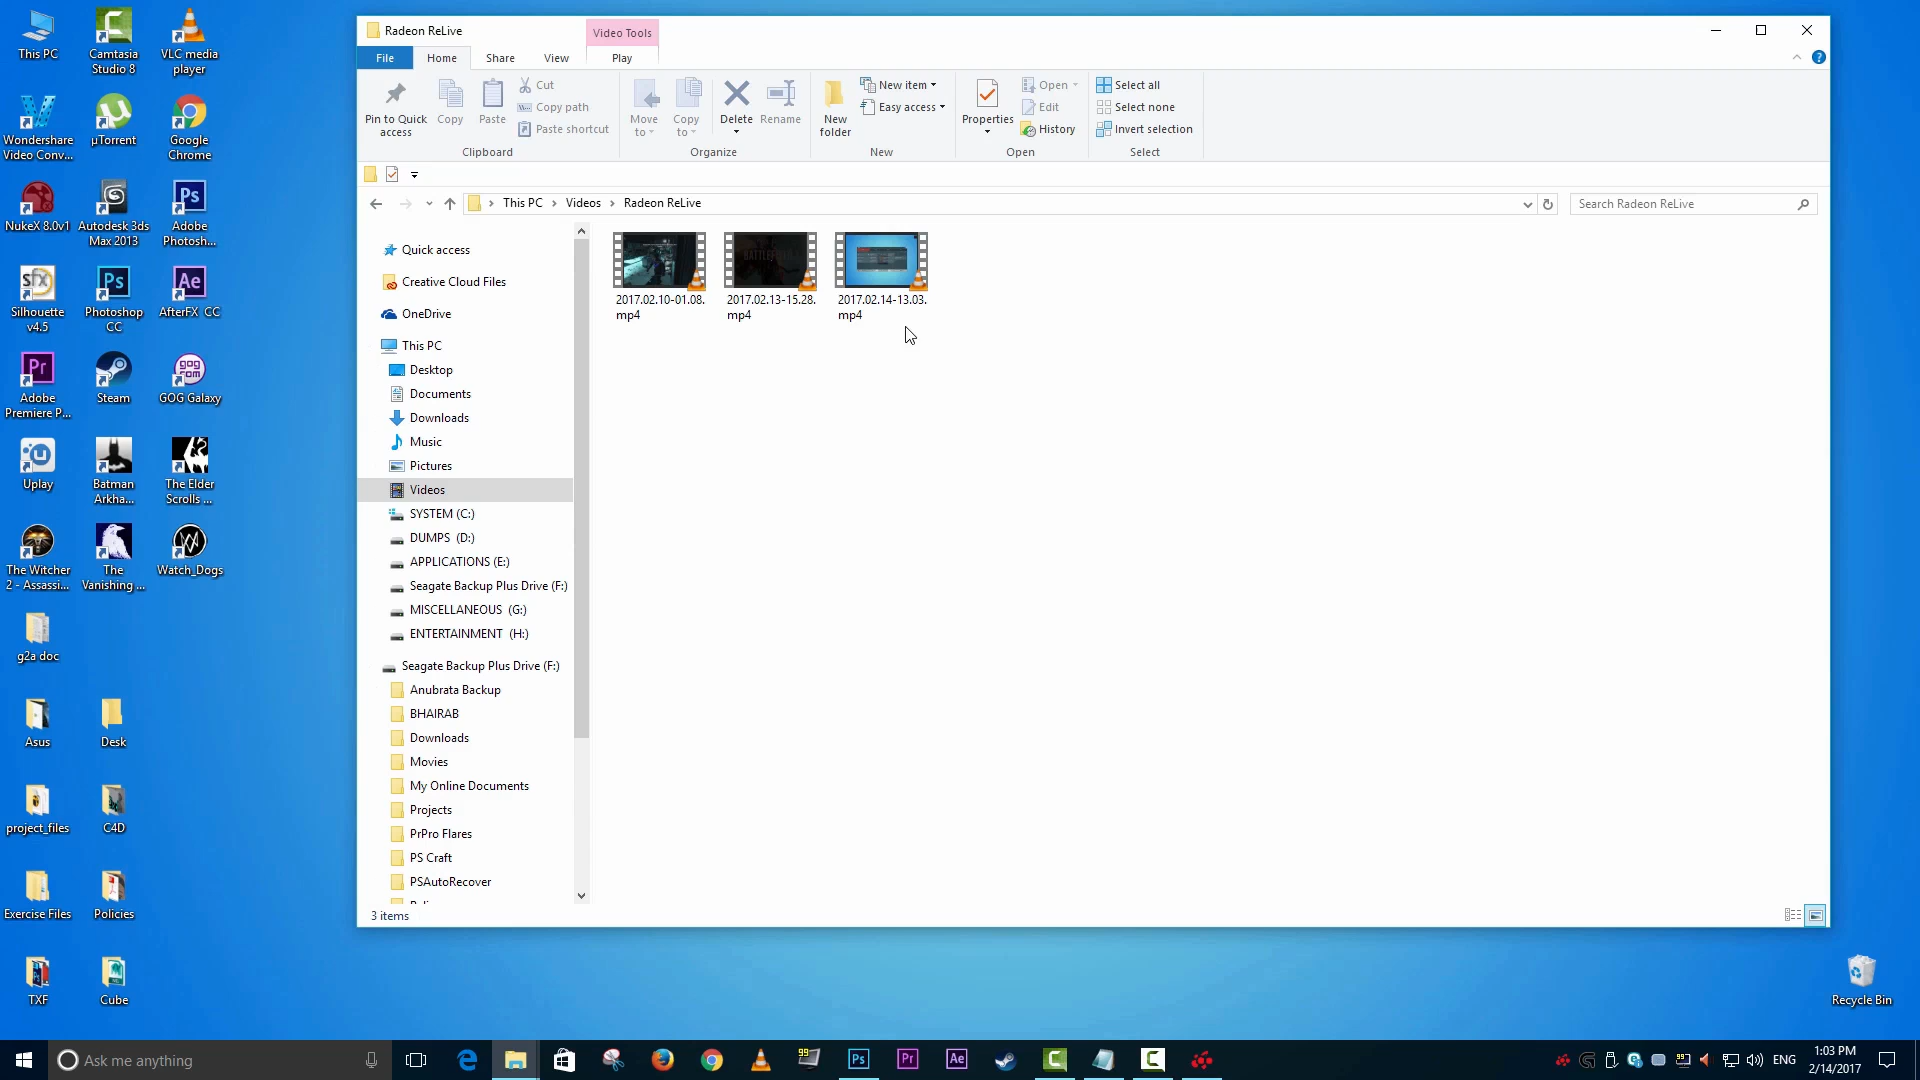 This PC
Camtasia
Studio 8
VLC media
player
Wondershare
Video Conv...
µTorrent
Google
Chrome
NukeX 8.0v1
Autodesk 3ds
Max 2013
Adobe
Photosh...
Silhouette
v4.5
Photoshop
CC
AfterFX CC
Adobe
Premiere P...
Steam
GOG Galaxy
Uplay
Batman
Arkha...
The Elder
Scrolls ...
The Witcher
2 - Assassi...
The
Vanishing ...
Watch_Dogs
g2a doc
Asus
Desk
project_files
C4D
Exercise Files
Policies
TXF
Cube
Recycle Bin
Radeon ReLive
Video Tools
File
Home
Share
View
Play
Pin to Quick
access
Copy
Paste
Cut
Copy path
Paste shortcut
Clipboard
Move
to
Copy
to
Delete
Rename
Organize
New
folder
New item
Easy access
New
Properties
Open
Edit
History
Open
Select all
Select none
Invert selection
Select
This PC
Videos
Radeon ReLive
Search Radeon ReLive
Quick access
Creative Cloud Files
OneDrive
This PC
Desktop
Documents
Downloads
Music
Pictures
Videos
SYSTEM (C:)
DUMPS (D:)
APPLICATIONS (E:)
Seagate Backup Plus Drive (F:)
MISCELLANEOUS (G:)
ENTERTAINMENT (H:)
Seagate Backup Plus Drive (F:)
Anubrata Backup
BHAIRAB
Downloads
Movies
My Online Documents
Projects
PrPro Flares
PS Craft
PSAutoRecover
2017.02.10-01.08.
mp4
2017.02.13-15.28.
mp4
2017.02.14-13.03.
mp4
3 items
Ask me anything
ENG
1:03 PM
2/14/2017